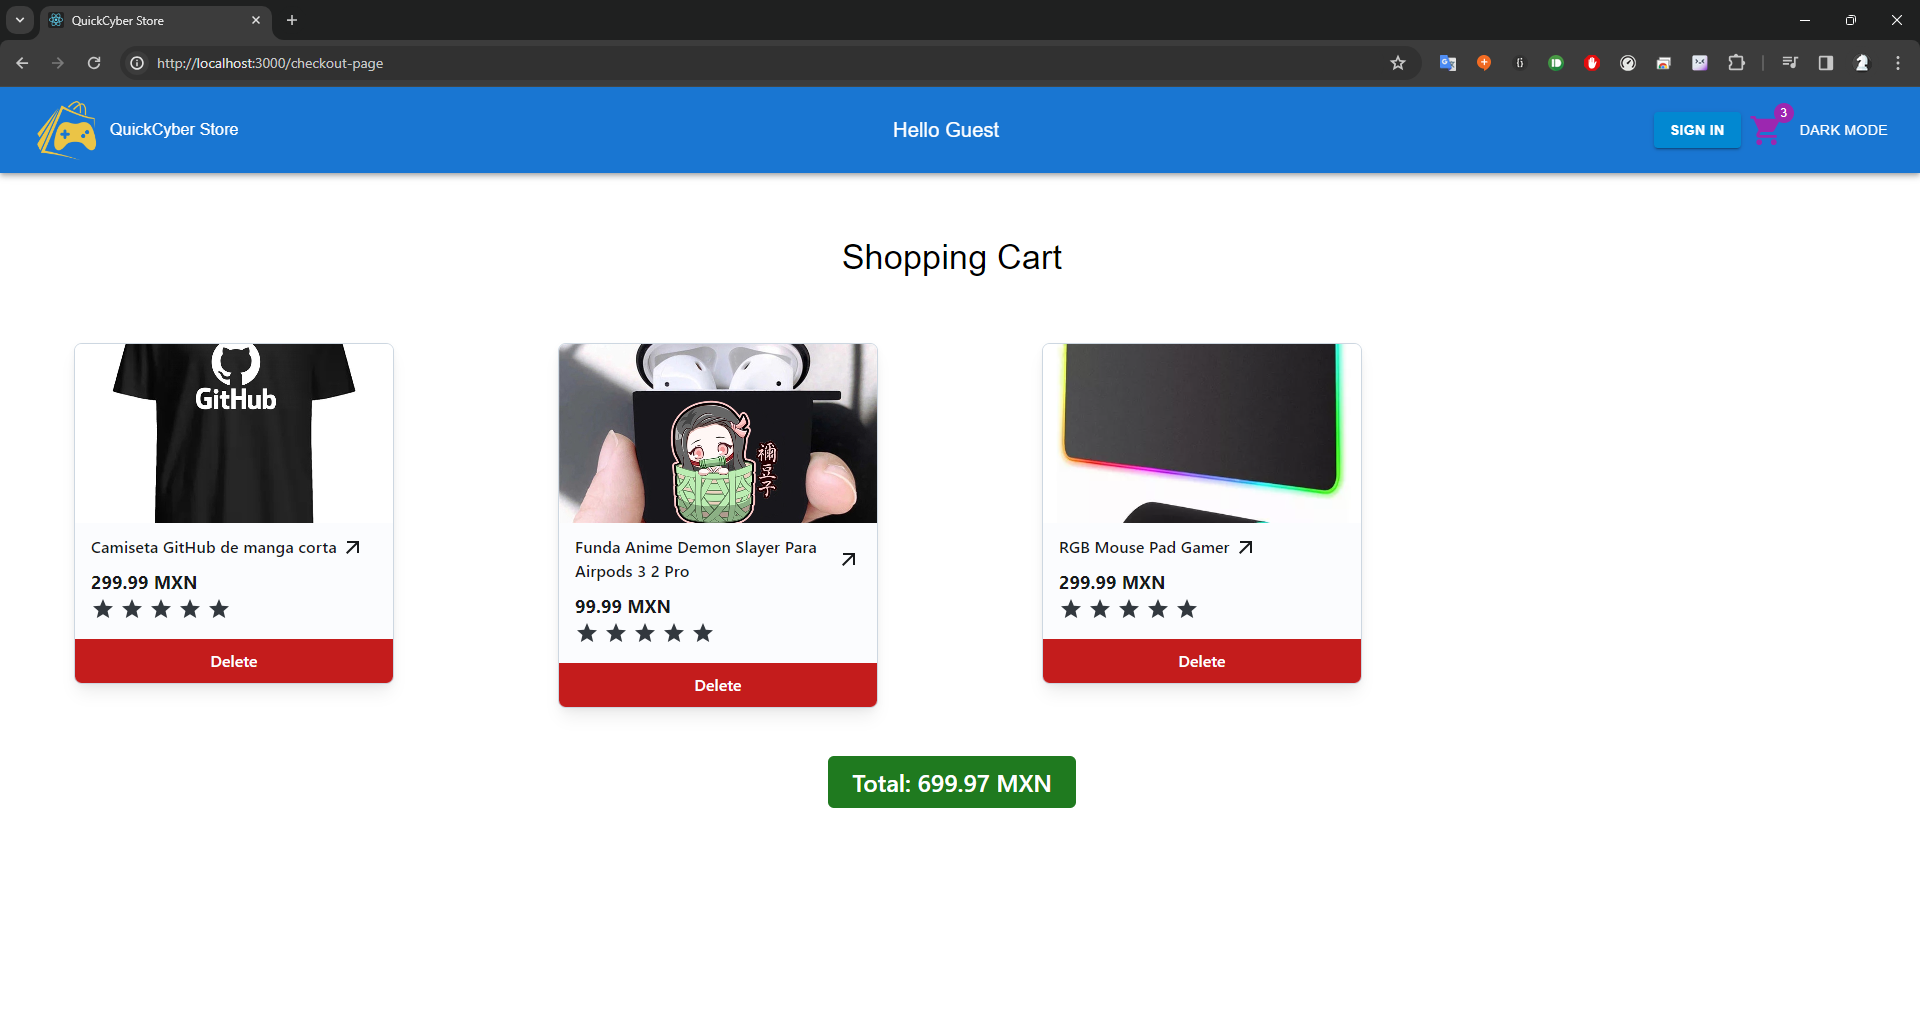 QuickCyber Store
http://localhost:3000/checkout-page
QuickCyber Store
Hello Guest
SIGN IN
3
DARK MODE
Shopping Cart
GitHub
Camiseta GitHub de manga corta
299.99 MXN
Delete
禰豆子
Funda Anime Demon Slayer Para
Airpods 3 2 Pro
99.99 MXN
Delete
RGB Mouse Pad Gamer
299.99 MXN
Delete
Total: 699.97 MXN